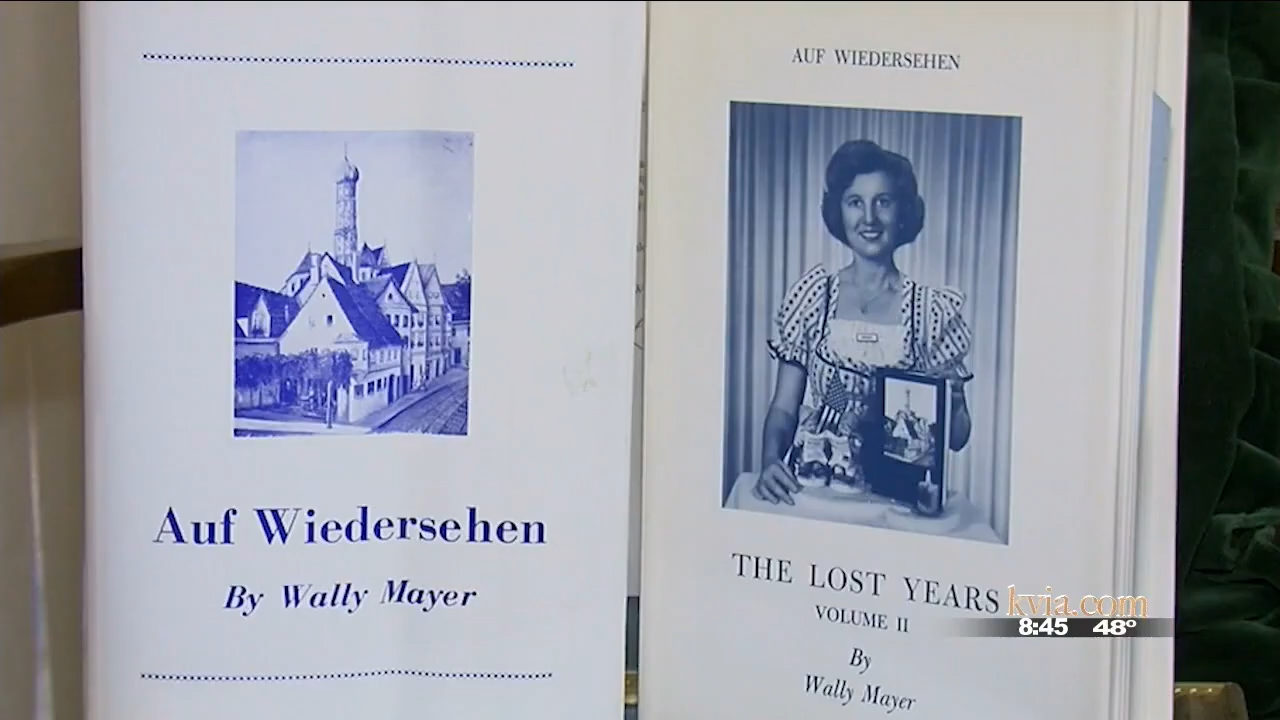 Auf Wiedersehen
By Wally Mayer
AUF WIEDERSEHEN
THE LOST YEARS
VOLUME II
By
Wally Mayer
kvia.com
8:45 48°